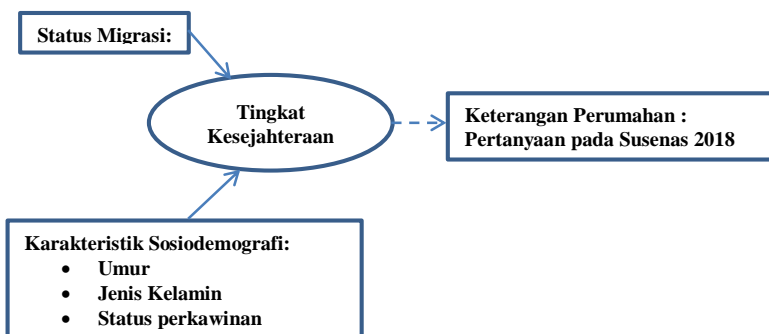 Status Migrasi:
Tingkat
Kesejahteraan
Keterangan Perumahan :
Pertanyaan pada Susenas 2018
Karakteristik Sosiodemografi:
• Umur
• Jenis Kelamin
• Status perkawinan